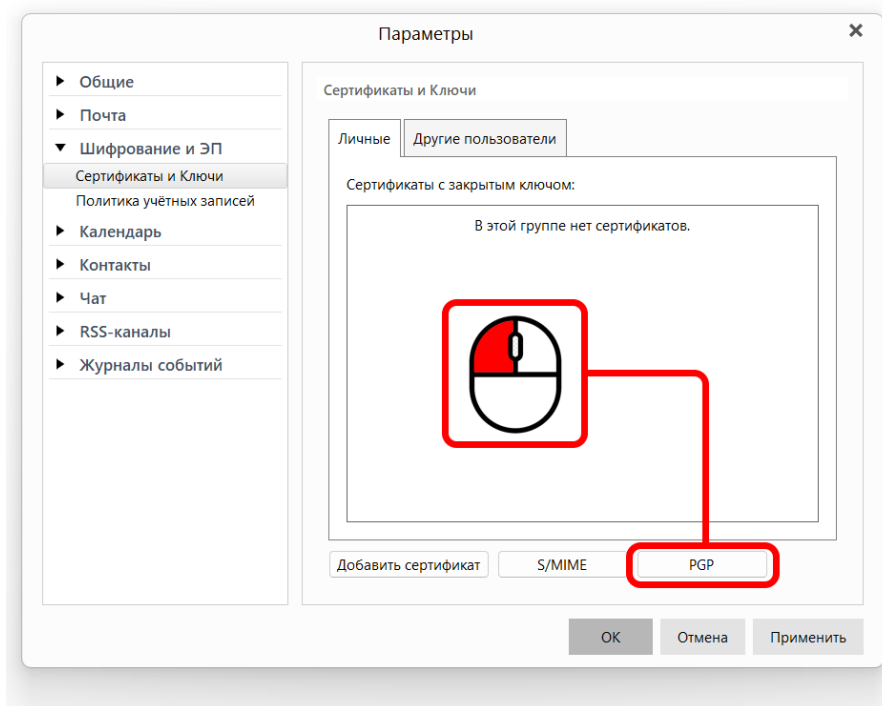 Параметры
Общие
Почта
Шифрование и ЭП
Сертификаты и Ключи
Политика учётных записей
Календарь
Контакты
Чат
RSS-каналы
Журналы событий
Сертификаты и Ключи
Личные
Другие пользователи
Сертификаты с закрытым ключом:
В этой группе нет сертификатов.
Добавить сертификат
S/MIME
PGP
ОК
Отмена
Применить